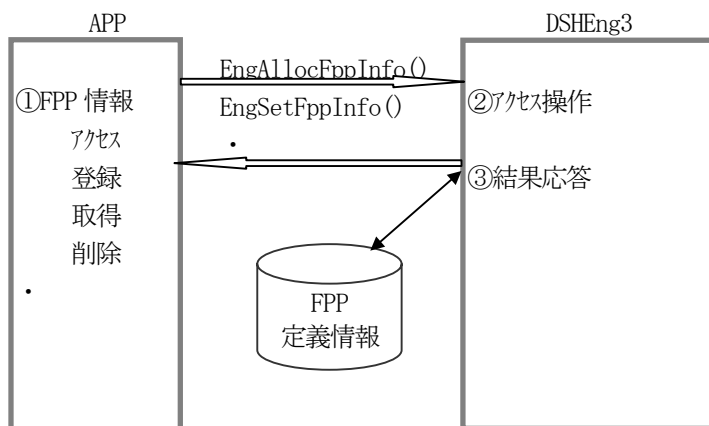 APP
DSHEng3
EngAllocFppInfo()
①FPP 情報
EngSetFppInfo()
②ｱｸｾｽ操作
ｱｸｾｽ
・
登録
③結果応答
取得
削除
・
FPP
定義情報